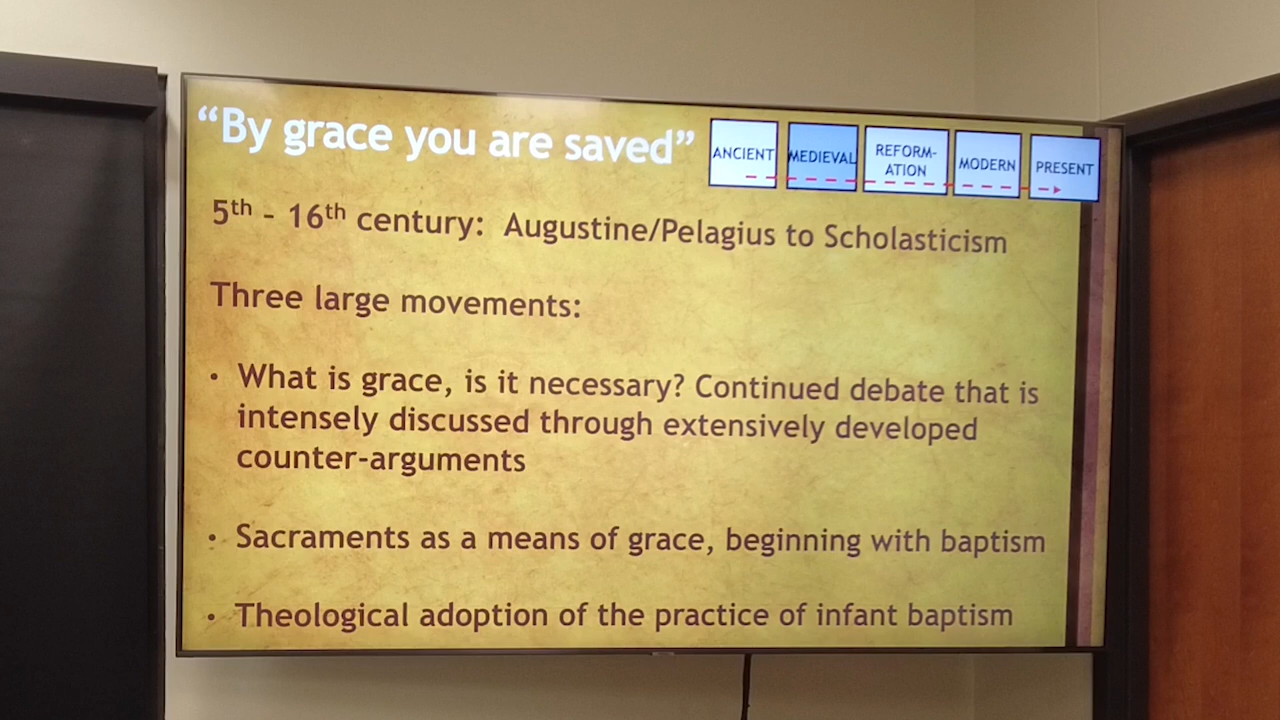 "By grace you are saved"
ANCIENT
MEDIEVAL
REFORM-
ATION
MODERN
PRESENT
5th - 16th century: Augustine/Pelagius to Scholasticism
Three large movements:
• What is grace, is it necessary? Continued debate that is
intensely discussed through extensively developed
counter-arguments
• Sacraments as a means of grace, beginning with baptism
• Theological adoption of the practice of infant baptism